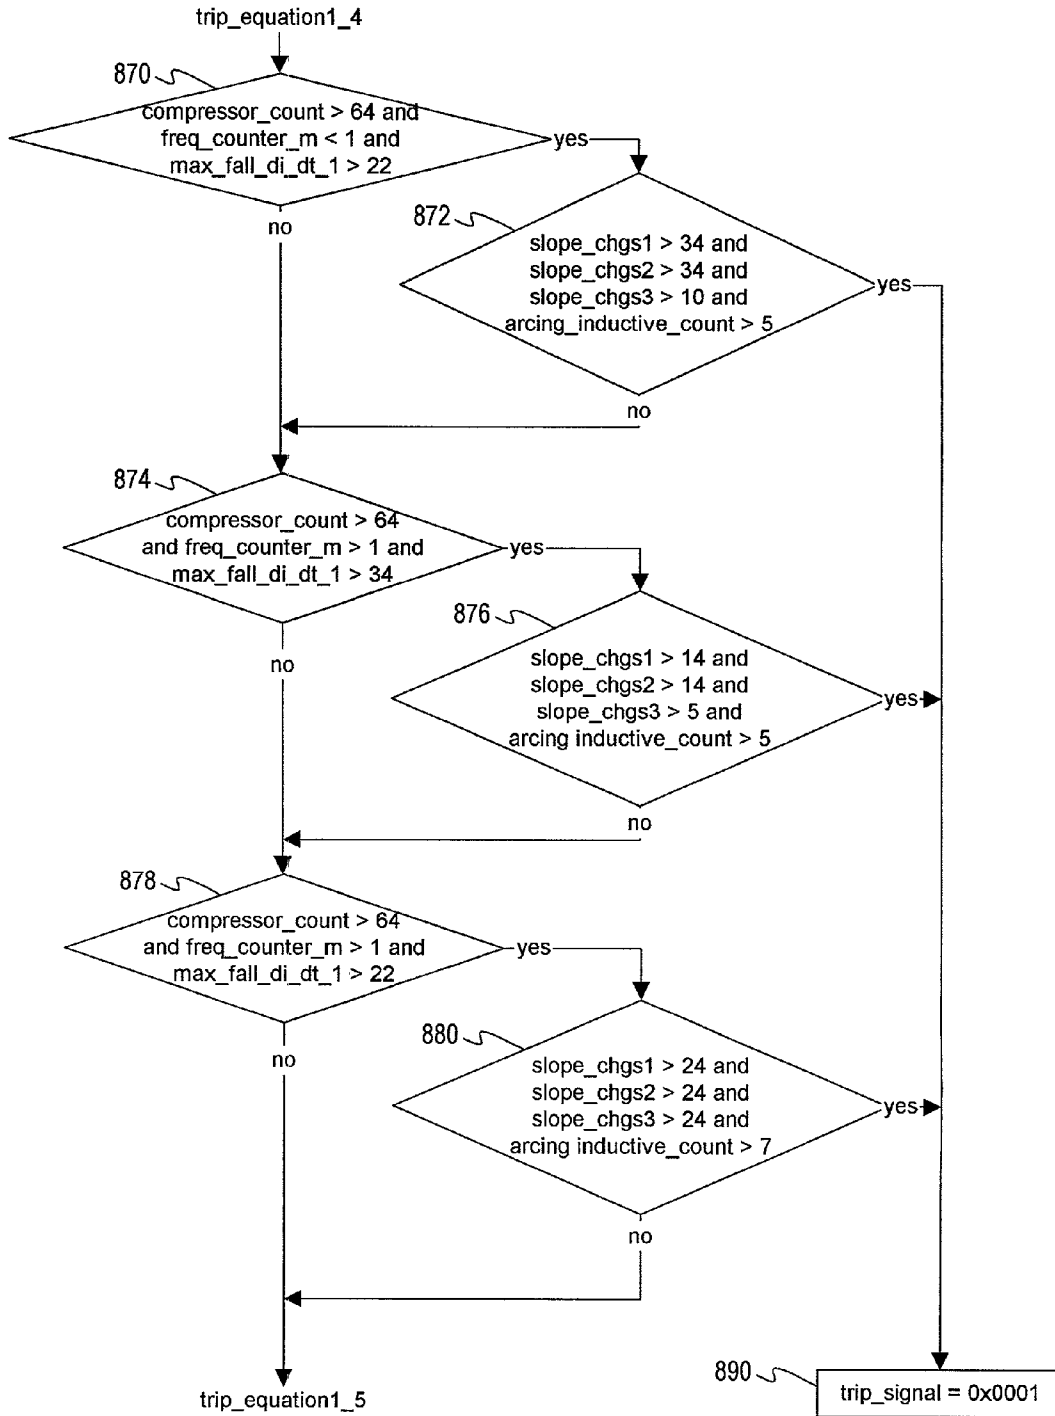 trip_equation1_4
870
compressor_count > 64 and
freq_counter_m < 1 and
max_fall_di_dt_1 > 22
yes
no
872
slope_chgs1 > 34 and
slope_chgs2 > 34 and
slope_chgs3 > 10 and
arcing_inductive_count > 5
yes
no
874
compressor_count > 64
and freq_counter_m > 1 and
max_fall_di_dt_1 > 34
yes
no
876
slope_chgs1 > 14 and
slope_chgs2 > 14 and
slope_chgs3 > 5 and
arcing inductive_count > 5
yes
no
878
compressor_count > 64
and freq_counter_m > 1 and
max_fall_di_dt_1 > 22
yes
no
880
slope_chgs1 > 24 and
slope_chgs2 > 24 and
slope_chgs3 > 24 and
arcing inductive_count > 7
yes
no
trip_equation1_5
890
trip_signal = 0x0001